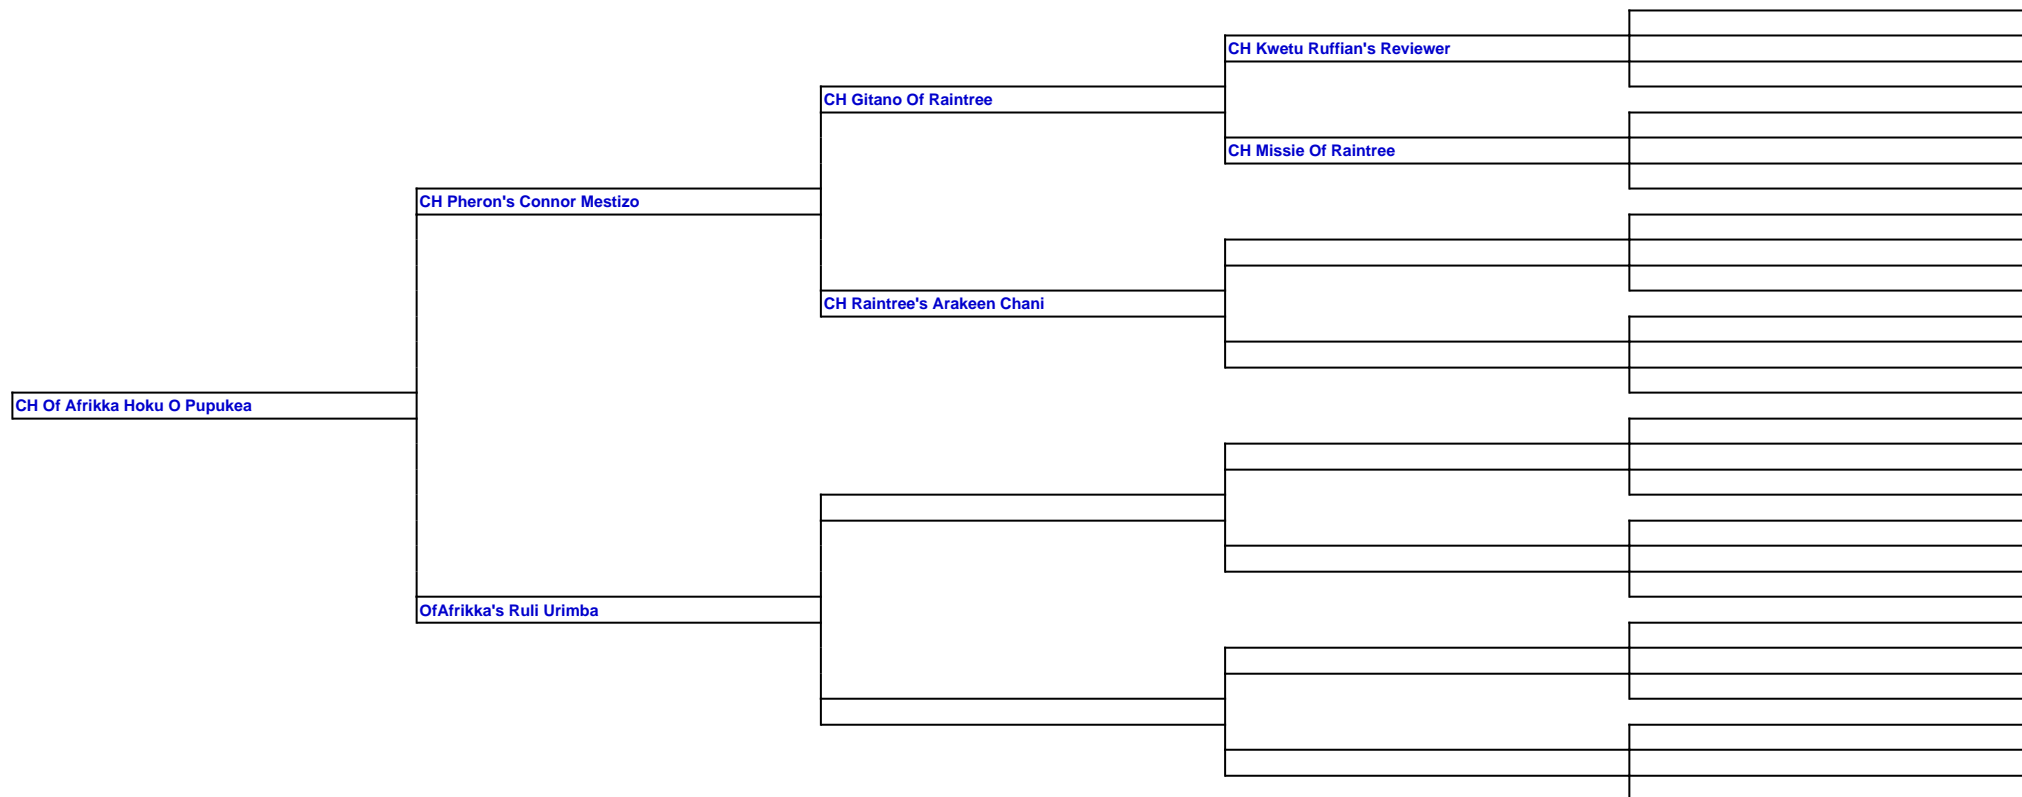 CH Kwetu Ruffian's Reviewer
CH Gitano Of Raintree
CH Missie Of Raintree
CH Pheron's Connor Mestizo
CH Raintree's Arakeen Chani
CH Of Afrikka Hoku O Pupukea
OfAfrikka's Ruli Urimba